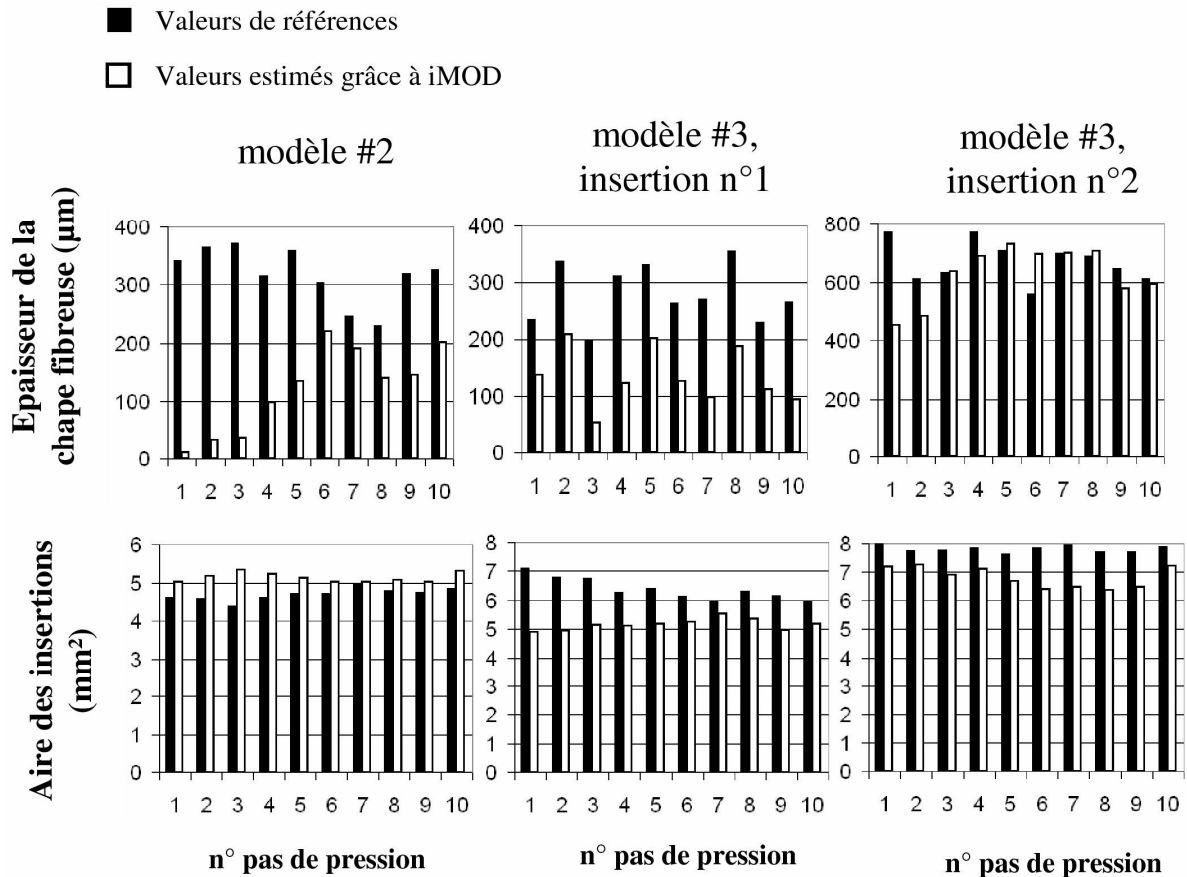 Valeurs de références
Valeurs estimés grâce à iMOD
modèle #2
modèle #3,
insertion n°1
modèle #3,
insertion n°2
Epaisseur de la
chape fibreuse (µm)
400
300
200
100
0
1 2 3 4 5 6 7 8 9 10
400
300
200
100
0
1 2 3 4 5 6 7 8 9 10
800
600
400
200
0
1 2 3 4 5 6 7 8 9 10
Aire des insertions
(mm²)
6
5
4
3
2
1
0
1 2 3 4 5 6 7 8 9 10
8
7
6
5
4
3
2
1
0
1 2 3 4 5 6 7 8 9 10
8
7
6
5
4
3
2
1
0
1 2 3 4 5 6 7 8 9 10
n° pas de pression
n° pas de pression
n° pas de pression